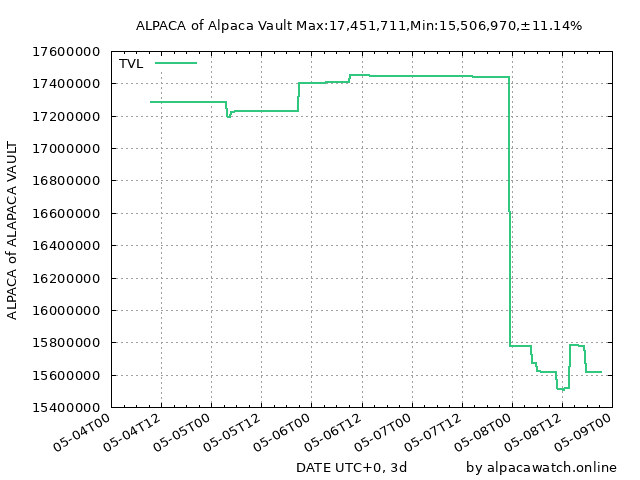 ALPACA of Alpaca Vault Max:17,451,711,Min:15,506,970,±11.14%
TVL
ALPACA of ALAPACA VAULT
17600000
17400000
17200000
17000000
16800000
16600000
16400000
16200000
16000000
15800000
15600000
15400000
05-04T00
05-04T12
05-05T00
05-05T12
05-06T00
05-06T12
05-07T00
05-07T12
05-08T00
05-08T12
05-09T00
DATE UTC+0, 3d
by alpacawatch.online